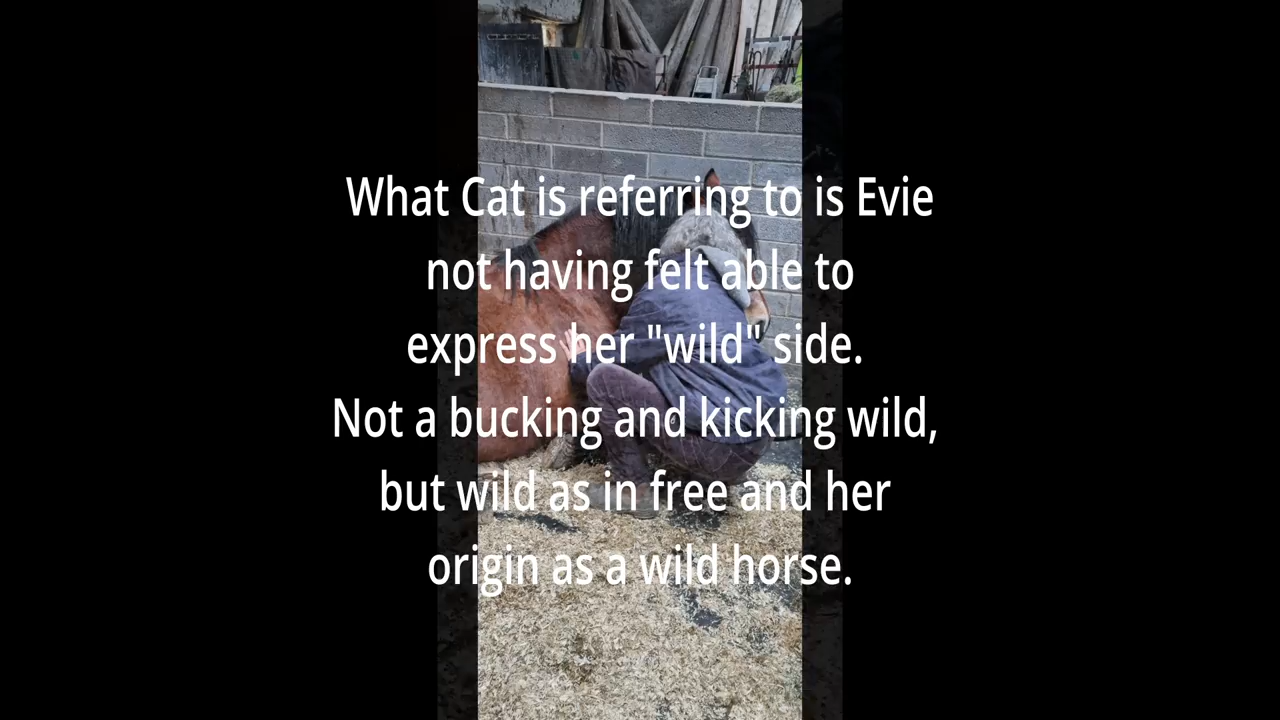 What Cat is referring to is Evie
not having felt able to
express her "wild" side.
Not a bucking and kicking wild,
but wild as in free and her
origin as a wild horse.